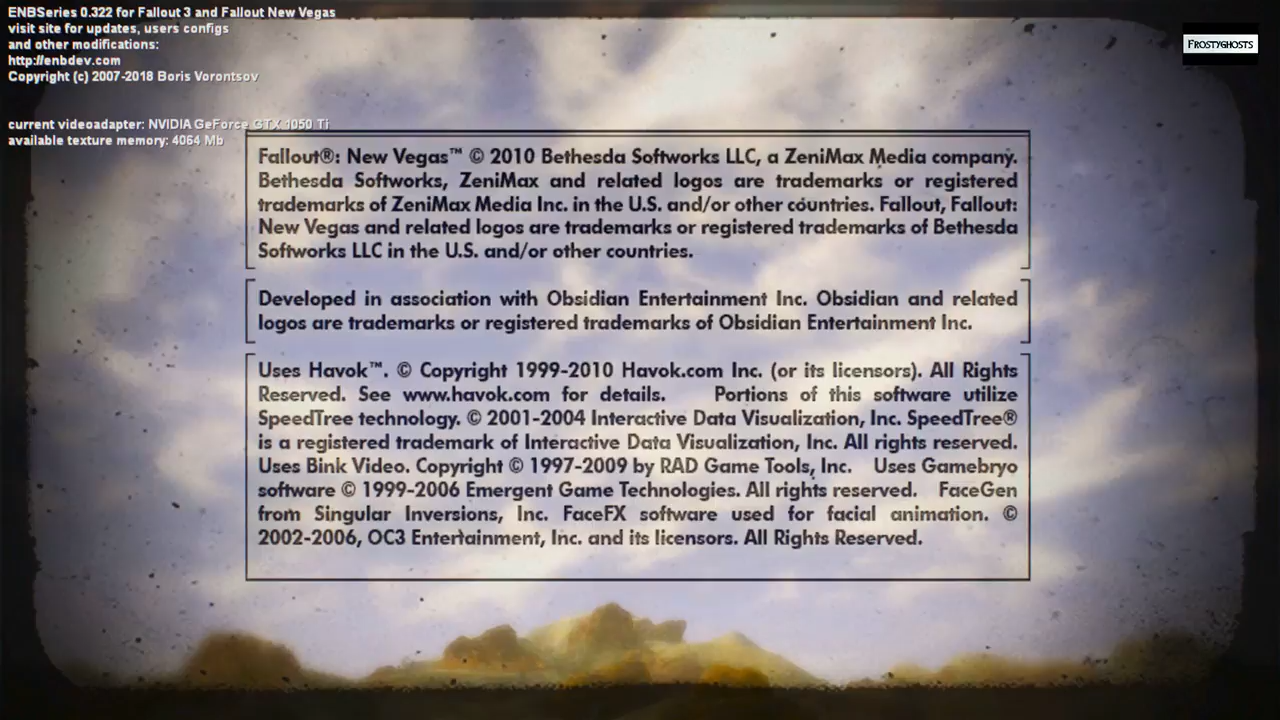 ENBSeries 0.322 for Fallout 3 and Fallout New Vegas
visit site for updates, users configs
and other modifications:
http://enbdev.com
Copyright (c) 2007-2018 Boris Vorontsov
FROSTYGHOSTS
current videoadapter: NVIDIA GeForce GTX 1050 Ti
available texture memory: 4064 Mb
Fallout®: New Vegas™ © 2010 Bethesda Softworks LLC, a ZeniMax Media company.
Bethesda Softworks, ZeniMax and related logos are trademarks or registered
trademarks of ZeniMax Media Inc. in the U.S. and/or other countries. Fallout, Fallout:
New Vegas and related logos are trademarks or registered trademarks of Bethesda
Softworks LLC in the U.S. and/or other countries.
Developed in association with Obsidian Entertainment Inc. Obsidian and related
logos are trademarks or registered trademarks of Obsidian Entertainment Inc.
Uses Havok™. © Copyright 1999-2010 Havok.com Inc. (or its licensors). All Rights
Reserved. See www.havok.com for details. Portions of this software utilize
SpeedTree technology. © 2001-2004 Interactive Data Visualization, Inc. SpeedTree®
is a registered trademark of Interactive Data Visualization, Inc. All rights reserved.
Uses Bink Video. Copyright © 1997-2009 by RAD Game Tools, Inc. Uses Gamebryo
software © 1999-2006 Emergent Game Technologies. All rights reserved. FaceGen
from Singular Inversions, Inc. FaceFX software used for facial animation. ©
2002-2006, OC3 Entertainment, Inc. and its licensors. All Rights Reserved.